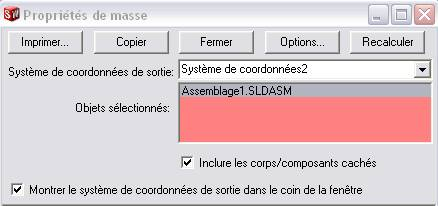 Propriétés de masse
Imprimer... Copier Fermer Options... Recalculer
Système de coordonnées de sortie: Système de coordonnées2
Objets sélectionnés: Assemblage1.SLDASM
Inclure les corps/composants cachés
Montrer le système de coordonnées de sortie dans le coin de la fenêtre